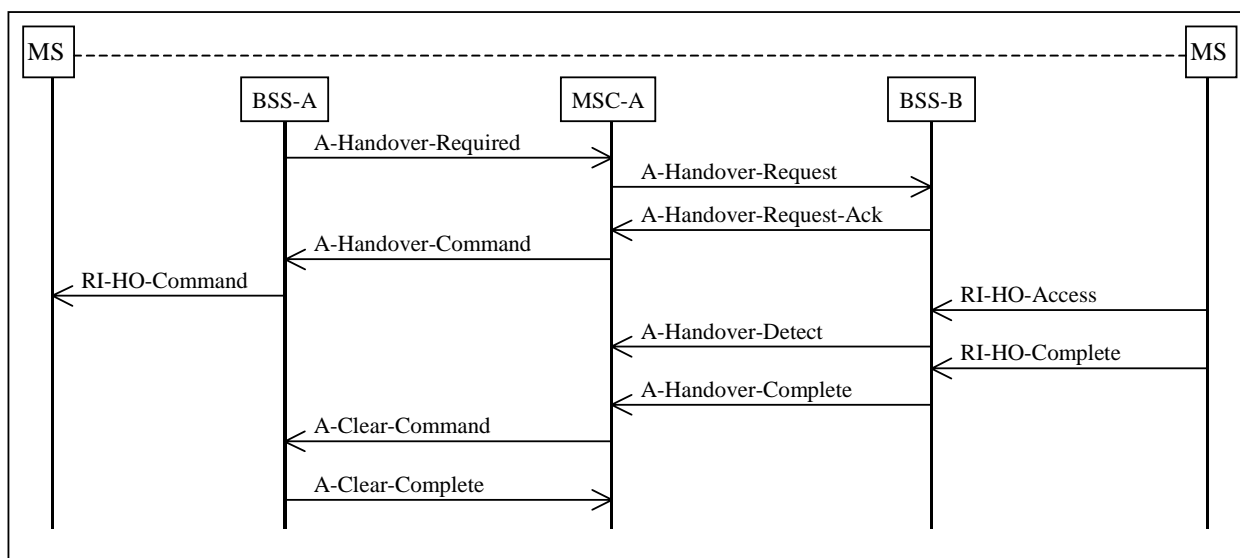 MS
MS
BSS-A
MSC-A
BSS-B
A-Handover-Required
A-Handover-Request
A-Handover-Request-Ack
A-Handover-Command
RI-HO-Command
RI-HO-Access
A-Handover-Detect
RI-HO-Complete
A-Handover-Complete
A-Clear-Command
A-Clear-Complete